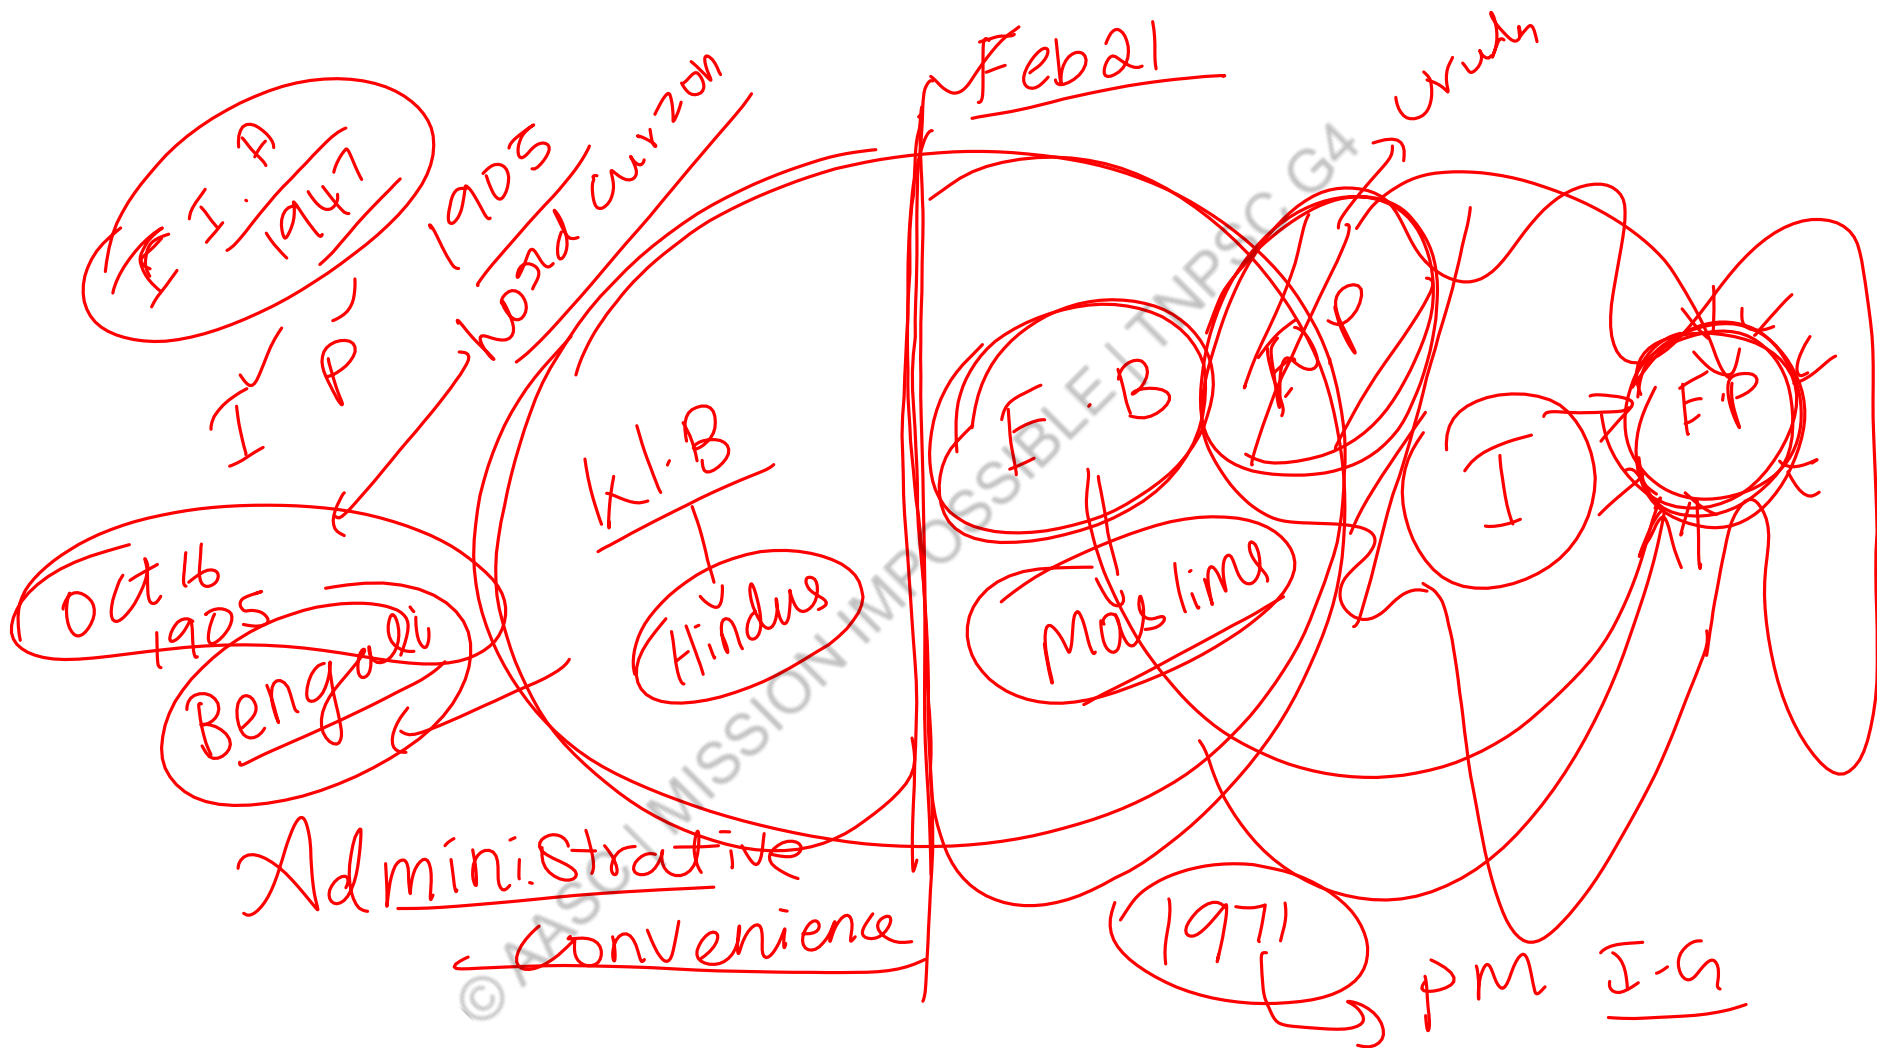 Feb 21
I. A
1947
1905
Lord Curzon
I
P
W.B
Hindus
E.B
Muslims
W P
Urdu
I
E.P
Oct 16
1905
Bengali
Administrative
Convenience
1971
PM I-G
© AASC I MISSION IMPOSSIBLE I TNPSC G4